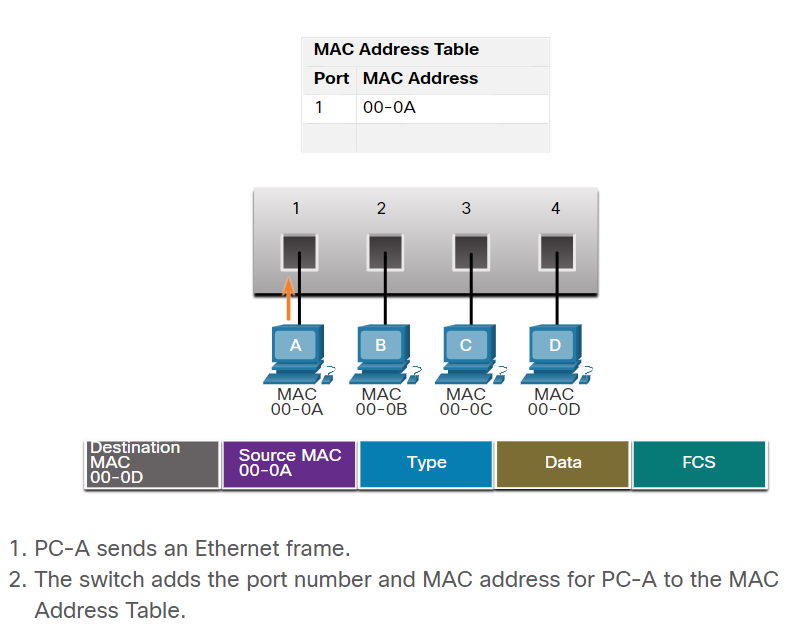 MAC Address Table
Port MAC Address
1 00-0A
1 2 3 4
A B C D
MAC MAC MAC MAC
00-0A 00-0B 00-0C 00-0D
Destination
MAC
00-0D
Source MAC
00-0A
Type
Data
FCS
1. PC-A sends an Ethernet frame.
2. The switch adds the port number and MAC address for PC-A to the MAC
Address Table.